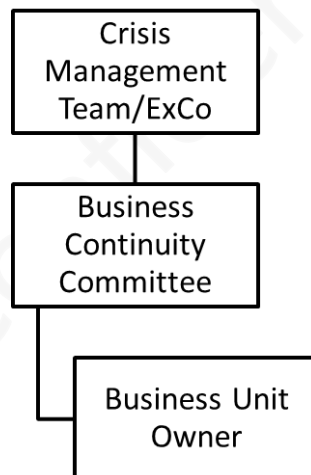 Crisis
Management
Team/ExCo
Business
Continuity
Committee
Business Unit
Owner